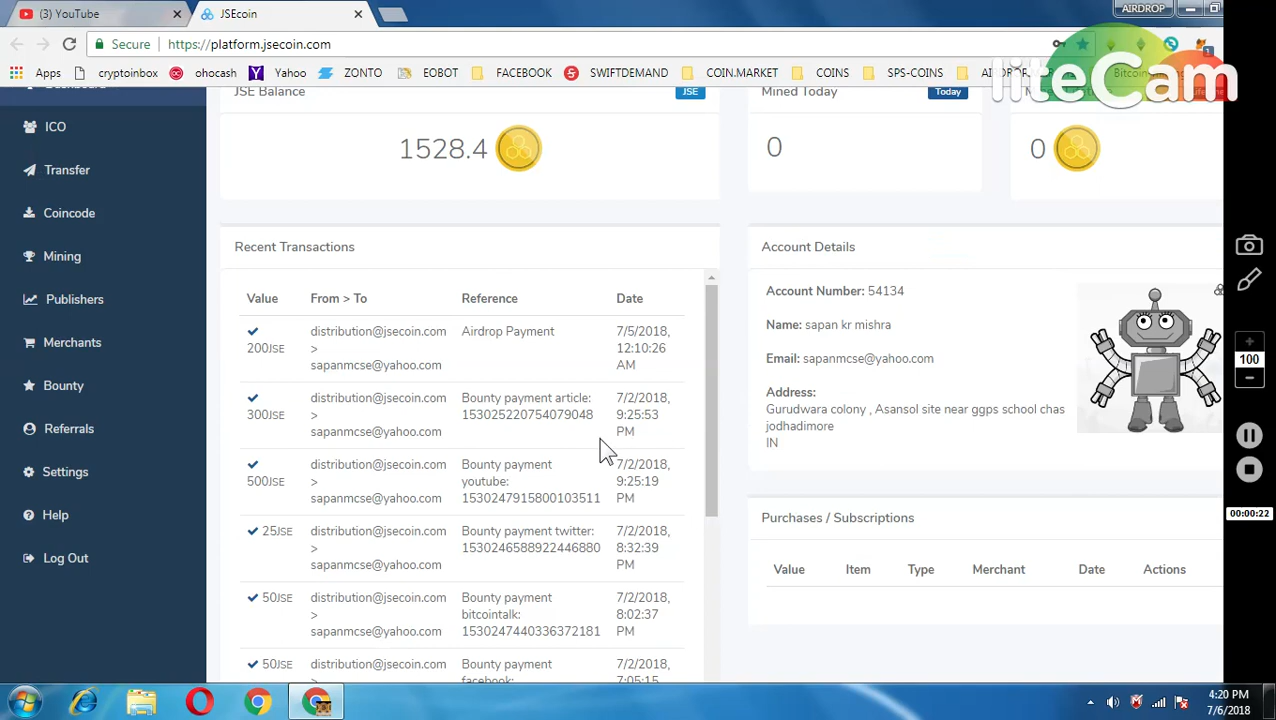 (3) YouTube
JSEcoin
AIRDROP
Secure
https://platform.jsecoin.com
Apps
cryptoinbox
ohocash
Yahoo
ZONTO
EOBOT
FACEBOOK
SWIFTDEMAND
COIN.MARKET
COINS
SPS-COINS
liteCam
JSE Balance
JSE
Mined Today
Today
ICO
Transfer
Coincode
Mining
Publishers
Merchants
Bounty
Referrals
Settings
Help
Log Out
1528.4
0
0
Recent Transactions
Value From > To Reference Date
200JSE
distribution@jsecoin.com
>
sapanmcse@yahoo.com
Airdrop Payment
7/5/2018,
12:10:26
AM
300JSE
distribution@jsecoin.com
>
sapanmcse@yahoo.com
Bounty payment article:
153025220754079048
7/2/2018,
9:25:53
PM
500JSE
distribution@jsecoin.com
>
sapanmcse@yahoo.com
Bounty payment
youtube:
1530247915800103511
7/2/2018,
9:25:19
PM
25JSE
distribution@jsecoin.com
>
sapanmcse@yahoo.com
Bounty payment twitter:
1530246588922446880
7/2/2018,
8:32:39
PM
50JSE
distribution@jsecoin.com
>
sapanmcse@yahoo.com
Bounty payment
bitcointalk:
1530247440336372181
7/2/2018,
8:02:37
PM
50JSE
distribution@jsecoin.com
Bounty payment
facebook:
7/2/2018,
7:05:15
Account Details
Account Number: 54134
Name: sapan kr mishra
Email: sapanmcse@yahoo.com
Address:
Gurudwara colony , Asansol site near ggps school chas
jodhadimore
IN
Purchases / Subscriptions
Value Item Type Merchant Date Actions
100
00:00:22
4:20 PM
7/6/2018